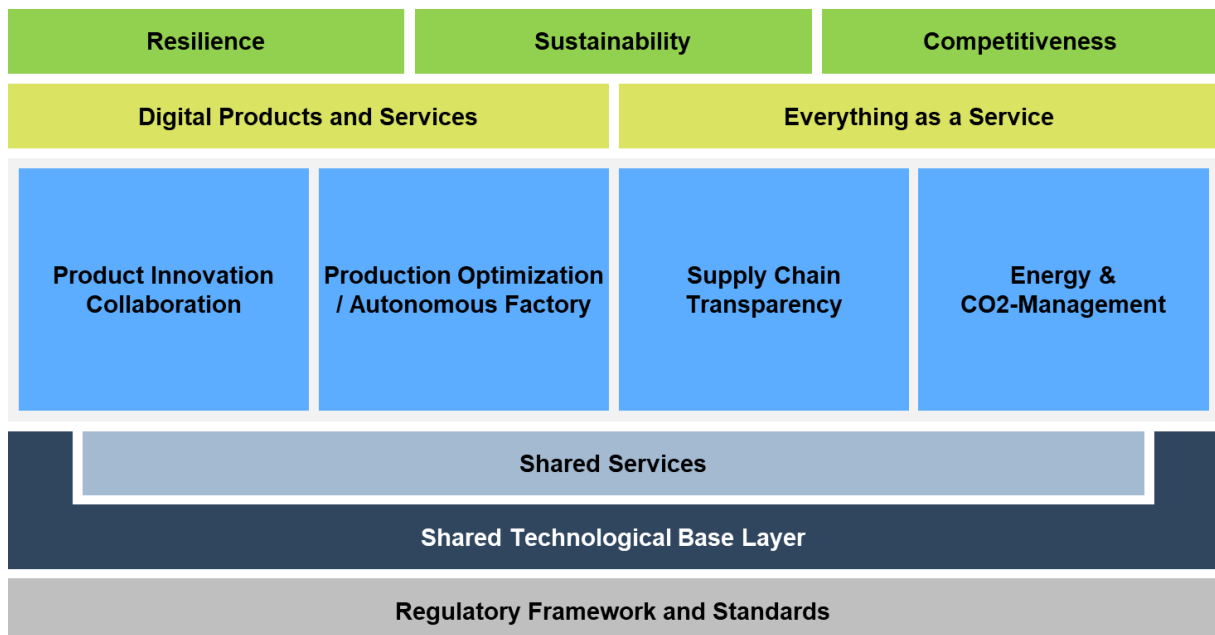 Resilience
Sustainability
Competitiveness
Digital Products and Services
Everything as a Service
Product Innovation
Collaboration
Production Optimization
/ Autonomous Factory
Supply Chain
Transparency
Energy &
CO2-Management
Shared Services
Shared Technological Base Layer
Regulatory Framework and Standards